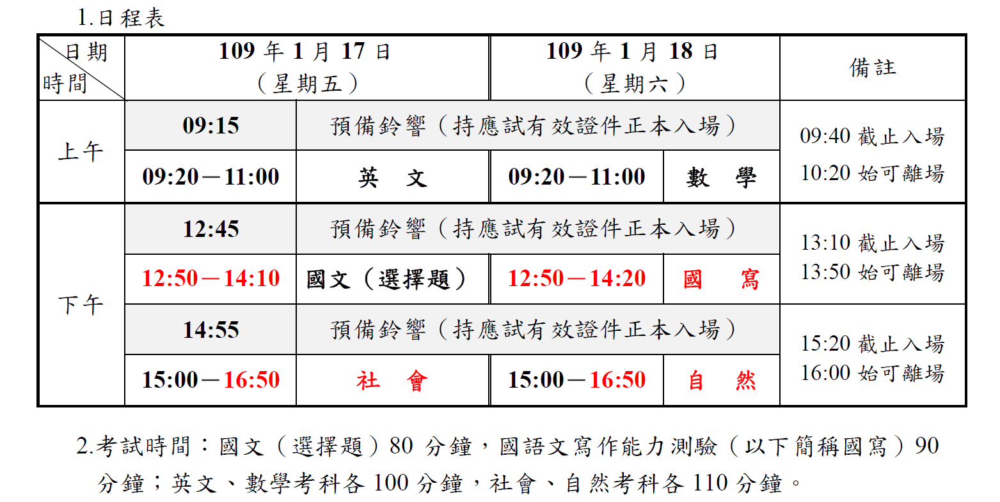 1.日程表
日期
時間
109 年 1 月 17 日
（星期五）
109 年 1 月 18 日
（星期六）
備註
上午
09:15
預備鈴響（持應試有效證件正本入場）
09:40 截止入場
10:20 始可離場
09:20－11:00
英 文
09:20－11:00
數 學
下午
12:45
預備鈴響（持應試有效證件正本入場）
13:10 截止入場
13:50 始可離場
12:50－14:10
國文（選擇題）
12:50－14:20
國 寫
14:55
預備鈴響（持應試有效證件正本入場）
15:20 截止入場
16:00 始可離場
15:00－16:50
社 會
15:00－16:50
自 然
2.考試時間：國文（選擇題）80 分鐘，國語文寫作能力測驗（以下簡稱國寫）90
分鐘；英文、數學考科各 100 分鐘，社會、自然考科各 110 分鐘。